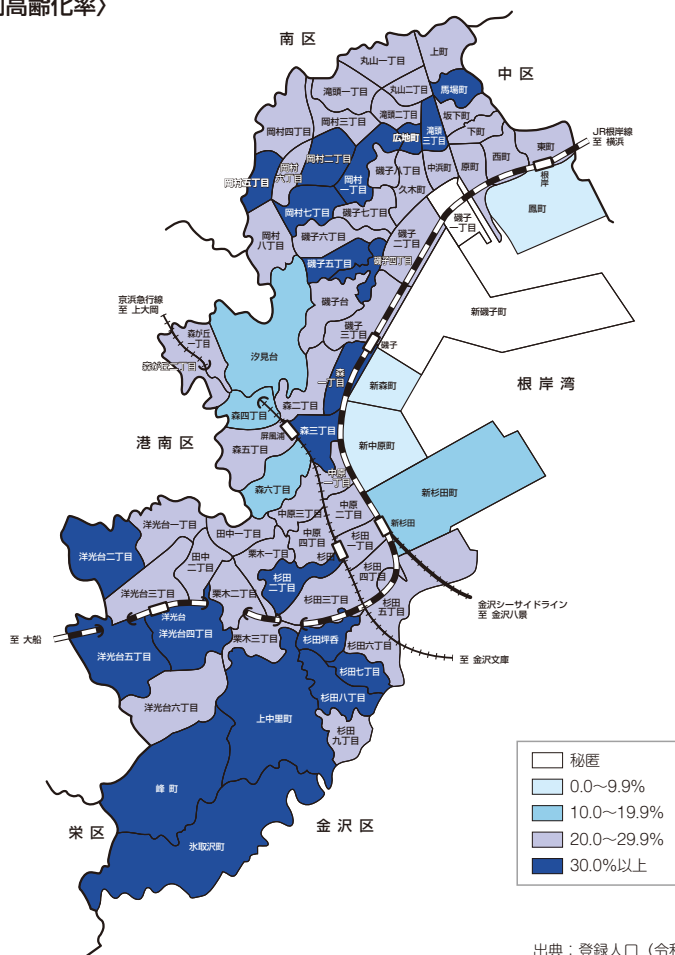 別高齢化率〉
南区
上町
丸山一丁目
中区
滝頭一丁目
丸山二丁目
馬場町
滝頭二丁目
坂下町
岡村三丁目
岡村四丁目
広地町
滝頭
三丁目
下町
JR根岸線
至 横浜
東町
岡村二丁目
西町
原町
中浜町
岡村
六丁目
磯子八丁目
根岸
岡村五丁目
岡村
一丁目
久木町
岡村七丁目
磯子七丁目
磯子
一丁目
鳳町
岡村
八丁目
磯子六丁目
磯子
二丁目
磯子五丁目
磯子四丁目
京浜急行線
至 上大岡
磯子台
新磯子町
磯子
三丁目
森が丘
一丁目
磯子
汐見台
森が丘二丁目
森
一丁目
新森町
根岸湾
森二丁目
森四丁目
港南区
屏風浦
森三丁目
森五丁目
新中原町
中原
一丁目
森六丁目
新杉田町
中原三丁目
中原
二丁目
洋光台一丁目
新杉田
田中一丁目
中原
四丁目
杉田
一丁目
洋光台二丁目
栗木一丁目
杉田
田中
二丁目
杉田
四丁目
杉田
二丁目
洋光台三丁目
栗木二丁目
杉田三丁目
杉田
五丁目
金沢シーサイドライン
至 金沢八景
洋光台
至 大船
洋光台四丁目
栗木三丁目
杉田坪呑
杉田六丁目
洋光台五丁目
至 金沢文庫
杉田七丁目
杉田八丁目
洋光台六丁目
上中里町
杉田
九丁目
峰町
栄区
金沢区
氷取沢町
秘匿
0.0～9.9%
10.0～19.9%
20.0～29.9%
30.0%以上
出典：登録人口（令和